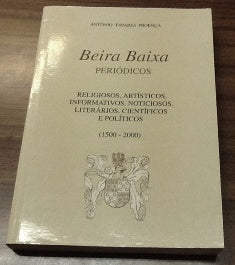 ANTÓNIO TAVARES PROENÇA
Beira Baixa
PERIÓDICOS
RELIGIOSOS, ARTÍSTICOS,
INFORMATIVOS, NOTICIOSOS,
LITERÁRIOS, CIENTÍFICOS
E POLÍTICOS
(1500 - 2000)